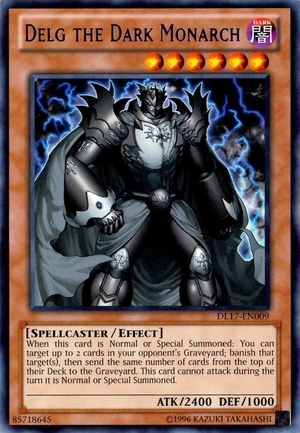 DELG THE DARK MONARCH
DARK
闇
DL17-EN009
[SPELLCASTER / EFFECT]
When this card is Normal or Special Summoned: You can
target up to 2 cards in your opponent's Graveyard; banish that
target(s), then send the same number of cards from the top of
their Deck to the Graveyard. This card cannot attack during the
turn it is Normal or Special Summoned.
ATK/2400 DEF/1000
85718645
©1996 KAZUKI TAKAHASHI